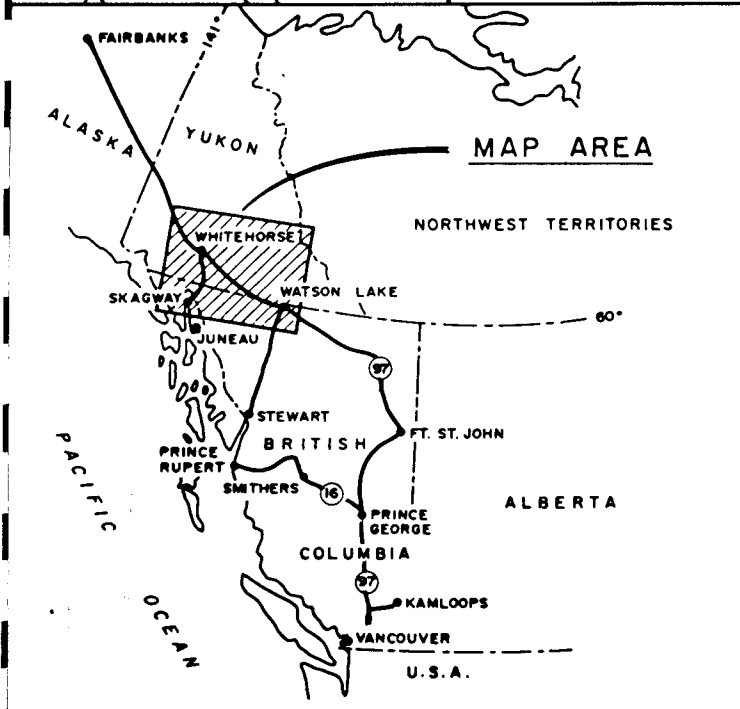 FAIRBANKS
141°
ALASKA
YUKON
MAP AREA
NORTHWEST TERRITORIES
WHITEHORSE
SKAGWAY
WATSON LAKE
60°
JUNEAU
97
STEWART
BRITISH
FT. ST. JOHN
PACIFIC
PRINCE
RUPERT
SMITHERS
16
PRINCE
GEORGE
ALBERTA
COLUMBIA
97
KAMLOOPS
OCEAN
VANCOUVER
U.S.A.